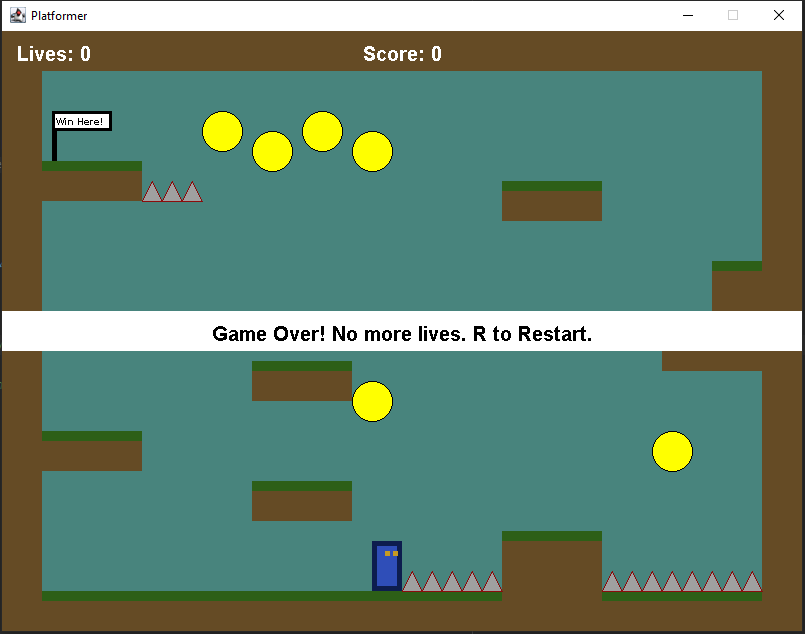 Platformer
Lives: 0
Score: 0
Win Here!
Game Over! No more lives. R to Restart.